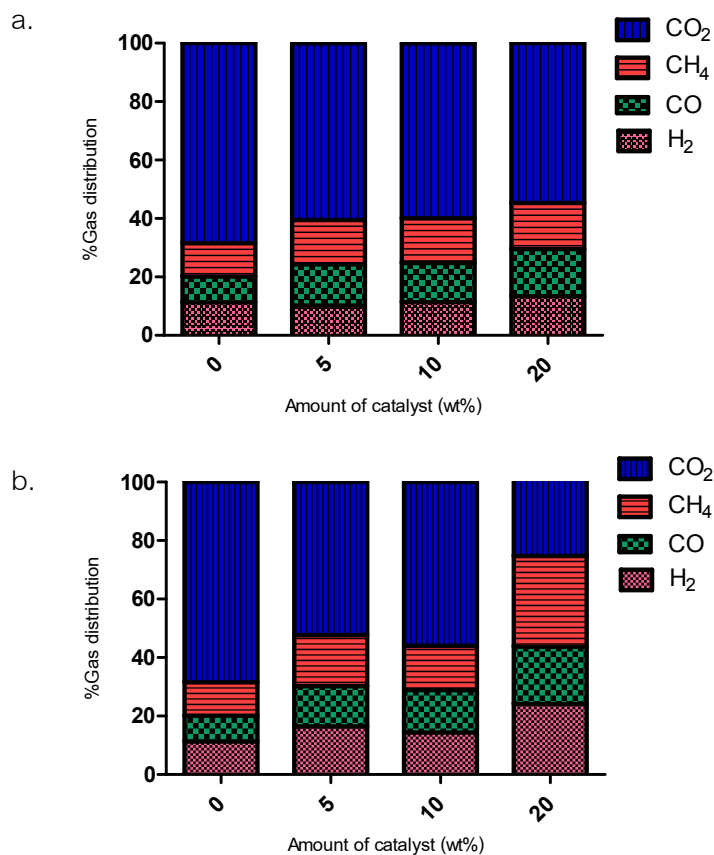 a.
CO2
CH4
CO
H2
100
80
60
40
20
0
%Gas distribution
0 5 10 20
Amount of catalyst (wt%)
b.
CO2
CH4
CO
H2
100
80
60
40
20
0
%Gas distribution
0 5 10 20
Amount of catalyst (wt%)